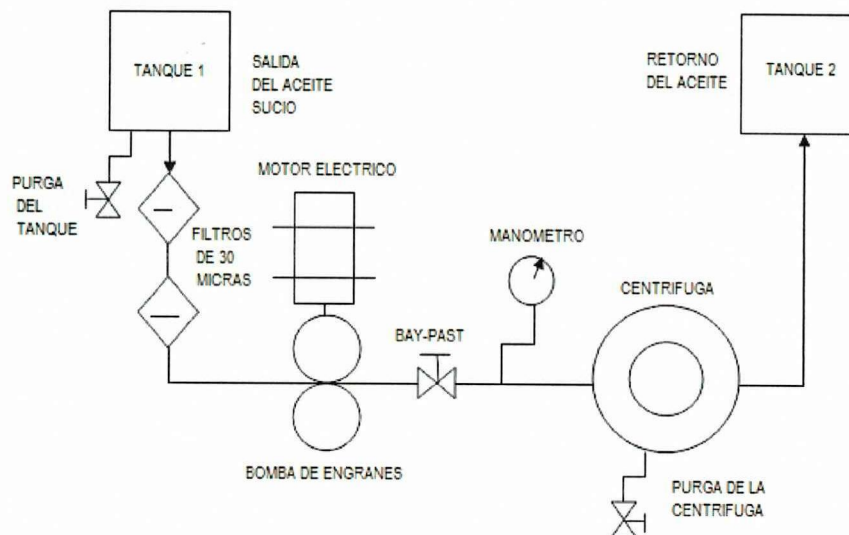 TANQUE 1
SALIDA
DEL ACEITE
SUCIO
RETORNO
DEL ACEITE
TANQUE 2
PURGA
DEL
TANQUE
MOTOR ELECTRICO
FILTROS
DE 30
MICRAS
MANOMETRO
CENTRIFUGA
BAY-PAST
BOMBA DE ENGRANES
PURGA DE LA
CENTRIFUGA